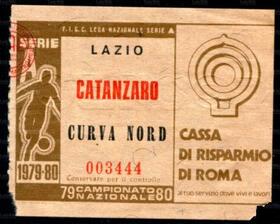 F.I.G.C. LEGA NAZIONALE SERIE A
SERIE
LAZIO
CATANZARO
CURVA NORD
003444
Conservare per il controllo
1979-80
79 CAMPIONATO
NAZIONALE 80
CASSA
DI RISPARMIO
DI ROMA
al tuo servizio dove vivi e lavori